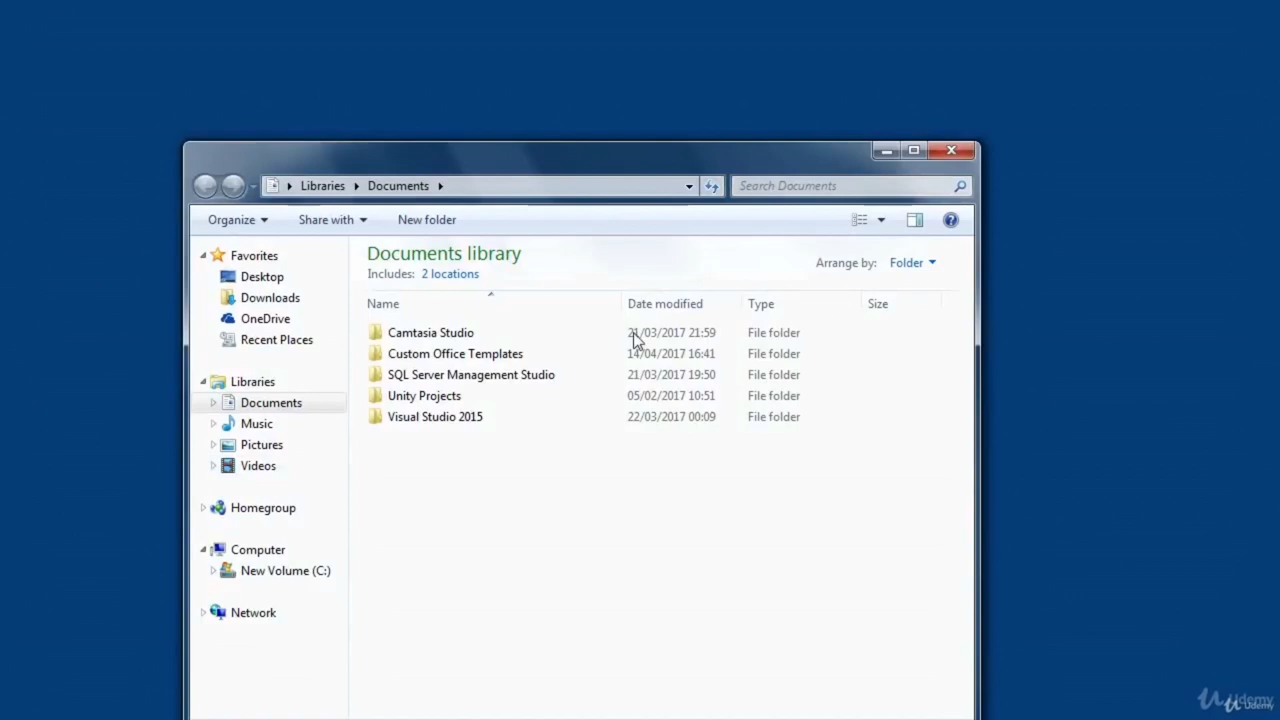 Libraries Documents
Search Documents
Organize Share with New folder
Documents library
Includes: 2 locations
Arrange by: Folder
Name Date modified Type Size
Camtasia Studio 21/03/2017 21:59 File folder
Custom Office Templates 14/04/2017 16:41 File folder
SQL Server Management Studio 21/03/2017 19:50 File folder
Unity Projects 05/02/2017 10:51 File folder
Visual Studio 2015 22/03/2017 00:09 File folder
Favorites
Desktop
Downloads
OneDrive
Recent Places
Libraries
Documents
Music
Pictures
Videos
Homegroup
Computer
New Volume (C:)
Network
Udemy
Udemy